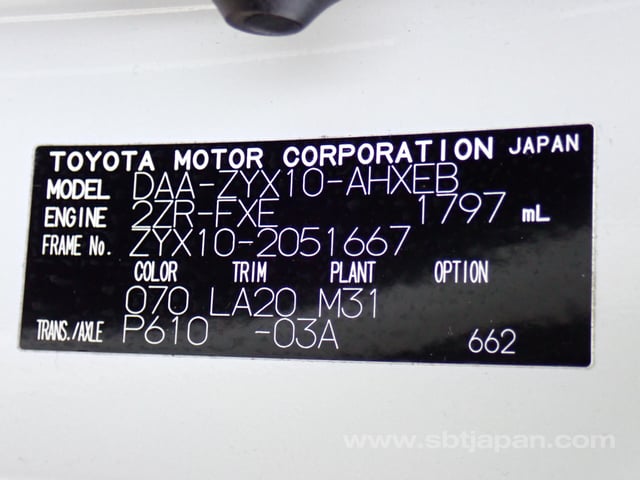 TOYOTA MOTOR CORPORATION JAPAN
MODEL DAA-ZYX10-AHXEB
ENGINE 2ZR-FXE 1797 mL
FRAME No. ZYX10-2051667
COLOR TRIM PLANT OPTION
070 LA20 M31
TRANS./AXLE P610 -03A 662
www.sbtjapan.com